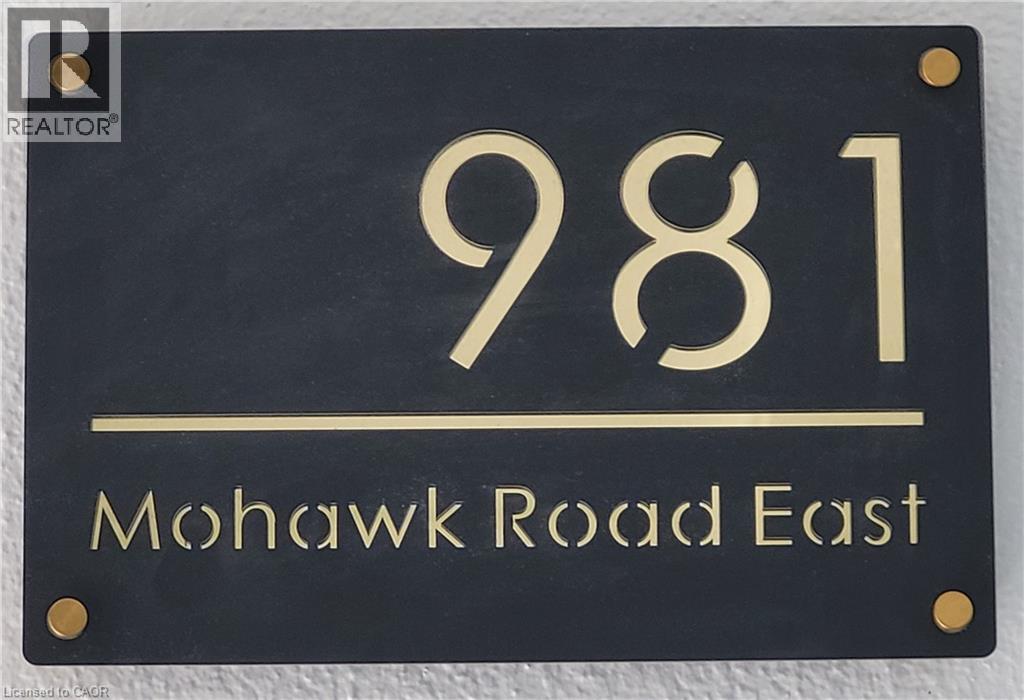 REALTOR®
981
Mohawk Road East
Licensed to CAOR